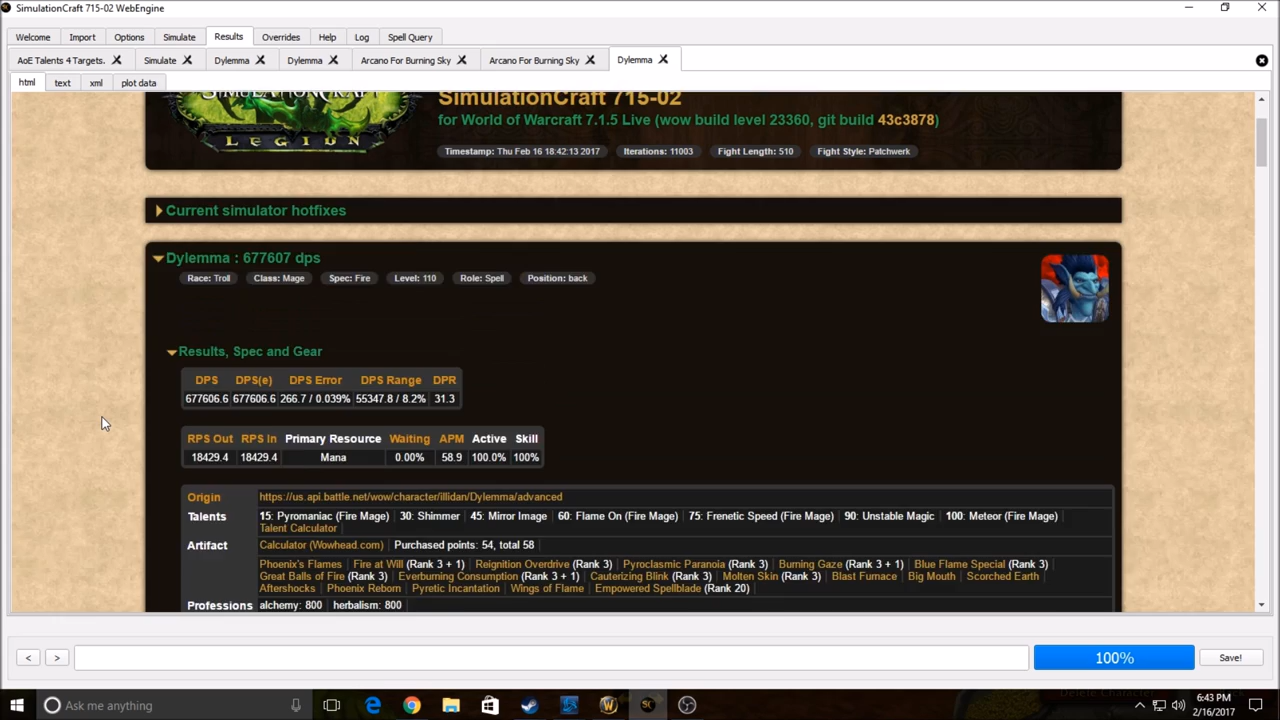 SimulationCraft 715-02 WebEngine
Welcome Import Options Simulate Results Overrides Help Log Spell Query
AoE Talents 4 Targets. Simulate Dylemma Dylemma Arcano For Burning Sky Arcano For Burning Sky Dylemma
html text xml plot data
LEGION
SimulationCraft 715-02
for World of Warcraft 7.1.5 Live (wow build level 23360, git build 43c3878)
Timestamp: Thu Feb 16 18:42:13 2017 Iterations: 11003 Fight Length: 510 Fight Style: Patchwerk
Current simulator hotfixes
Dylemma : 677607 dps
Race: Troll Class: Mage Spec: Fire Level: 110 Role: Spell Position: back
Results, Spec and Gear
DPS DPS(e) DPS Error DPS Range DPR
677606.6 677606.6 266.7 / 0.039% 55347.8 / 8.2% 31.3
RPS Out RPS In Primary Resource Waiting APM Active Skill
18429.4 18429.4 Mana 0.00% 58.9 100.0% 100%
Origin https://us.api.battle.net/wow/character/illidan/Dylemma/advanced
Talents 15: Pyromaniac (Fire Mage) 30: Shimmer 45: Mirror Image 60: Flame On (Fire Mage) 75: Frenetic Speed (Fire Mage) 90: Unstable Magic 100: Meteor (Fire Mage)
Talent Calculator
Artifact Calculator (Wowhead.com) Purchased points: 54, total 58
Phoenix's Flames Fire at Will (Rank 3 + 1) Reignition Overdrive (Rank 3) Pyroclasmic Paranoia (Rank 3) Burning Gaze (Rank 3 + 1) Blue Flame Special (Rank 3)
Great Balls of Fire (Rank 3) Everburning Consumption (Rank 3 + 1) Cauterizing Blink (Rank 3) Molten Skin (Rank 3) Blast Furnace Big Mouth Scorched Earth
Aftershocks Phoenix Reborn Pyretic Incantation Wings of Flame Empowered Spellblade (Rank 20)
Professions alchemy: 800 herbalism: 800
< > 100% Save!
Delete Character
Ask me anything
6:43 PM
2/16/2017